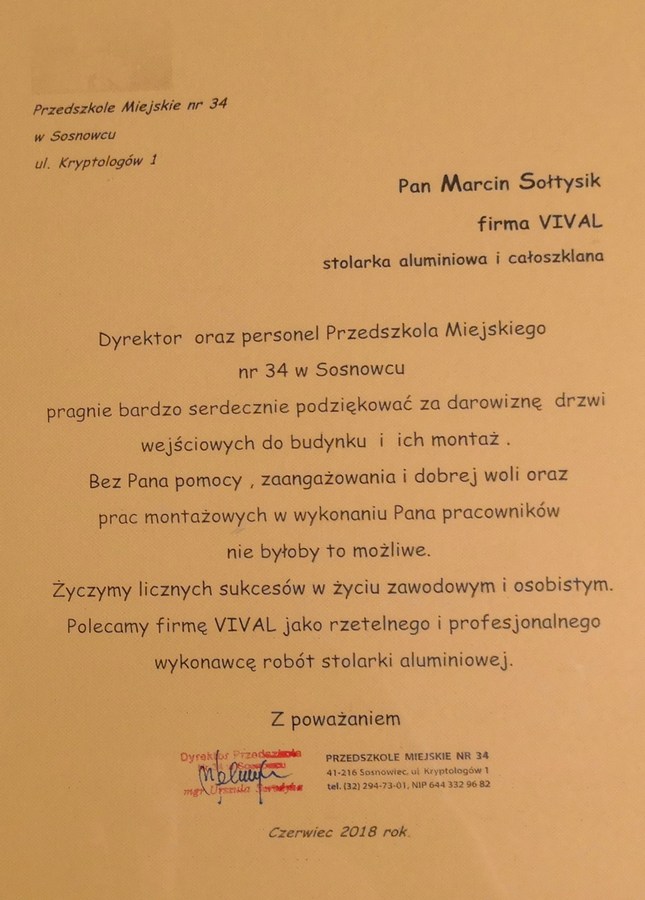 Przedszkole Miejskie nr 34
w Sosnowcu
ul. Kryptologów 1
Pan Marcin Sołtysik
firma VIVAL
stolarka aluminiowa i całoszklana
Dyrektor oraz personel Przedszkola Miejskiego
nr 34 w Sosnowcu
pragnie bardzo serdecznie podziękować za darowiznę drzwi
wejściowych do budynku i ich montaż .
Bez Pana pomocy , zaangażowania i dobrej woli oraz
prac montażowych w wykonaniu Pana pracowników
nie byłoby to możliwe.
Życzymy licznych sukcesów w życiu zawodowym i osobistym.
Polecamy firmę VIVAL jako rzetelnego i profesjonalnego
wykonawcę robót stolarki aluminiowej.
Z poważaniem
Dyrektor Przedszkola
Sosnowcu
mgr Urszula
PRZEDSZKOLE MIEJSKIE NR 34
41-216 Sosnowiec, ul. Kryptologów 1
tel. (32) 294-73-01, NIP 644 332 96 82
Czerwiec 2018 rok.